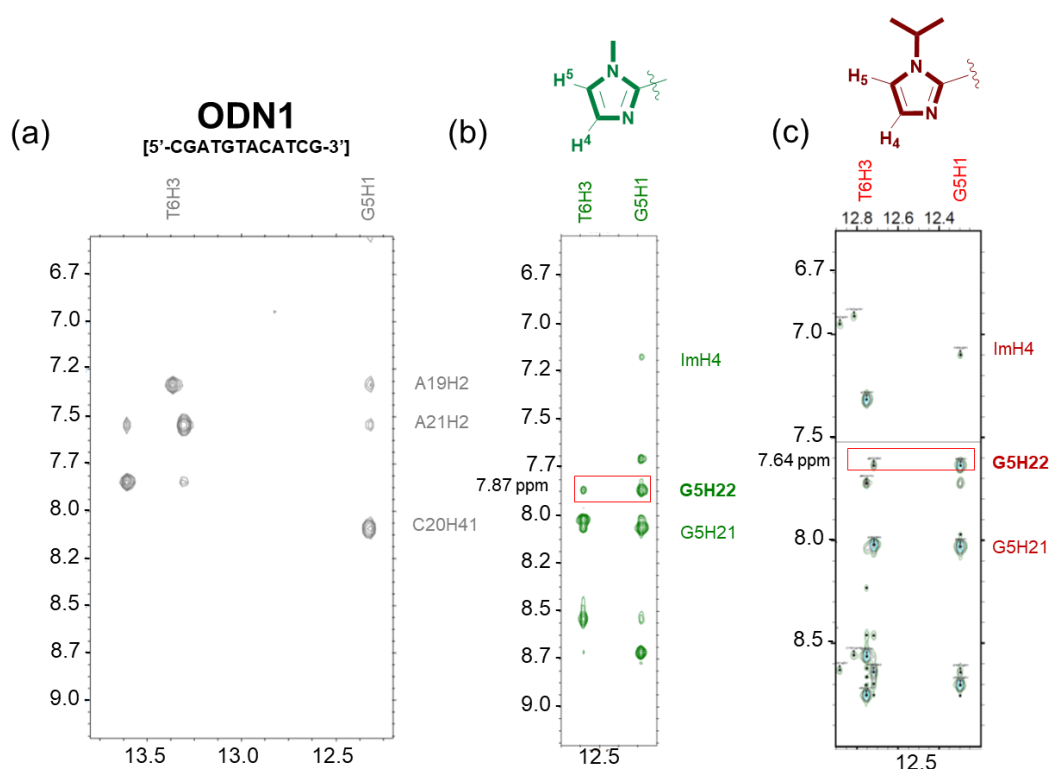 (a)
ODN1
[5'-CGATGTACATCG-3']
T6H3
G5H1
6.7
7.0
7.2
7.5
7.7
8.0
8.2
8.5
8.7
9.0
A19H2
A21H2
C20H41
13.5
13.0
12.5
(b)
N
H5
N
H4
T6H3
G5H1
6.7
7.0
7.2
7.5
7.7
7.87 ppm
8.0
8.2
8.5
8.7
9.0
ImH4
G5H22
G5H21
12.5
(c)
N
H5
N
H4
T6H3
G5H1
12.8 12.6 12.4
6.7
7.0
7.5
7.64 ppm
8.0
8.5
ImH4
G5H22
G5H21
12.5